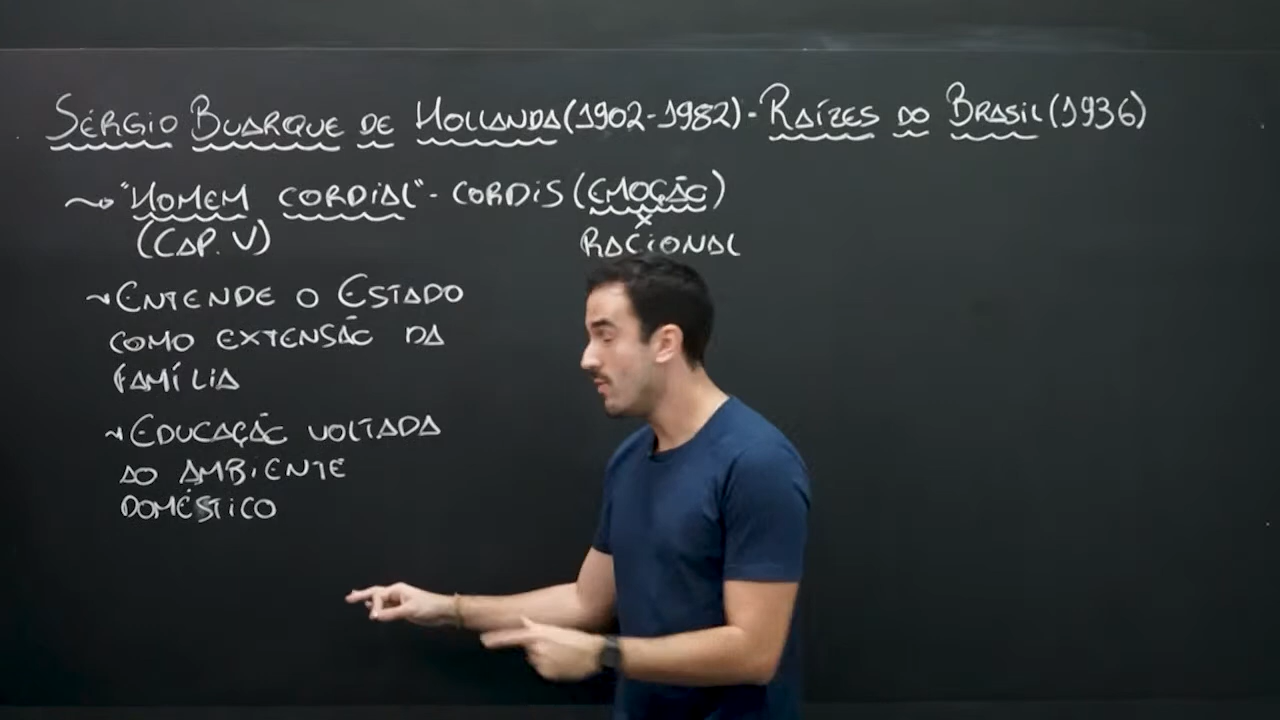 SÉRGIO BUARQUE DE HOLLANDA (1902-1982) - RAÍZES DO BRASIL (1936)
~> "HOMEM CORDIAL" - CORDIS (EMOÇÃO)
x
(CAP. V) RACIONAL
~ ENTENDE O ESTADO
COMO EXTENSÃO DA
FAMÍLIA
~ EDUCAÇÃO VOLTADA
AO AMBIENTE
DOMÉSTICO